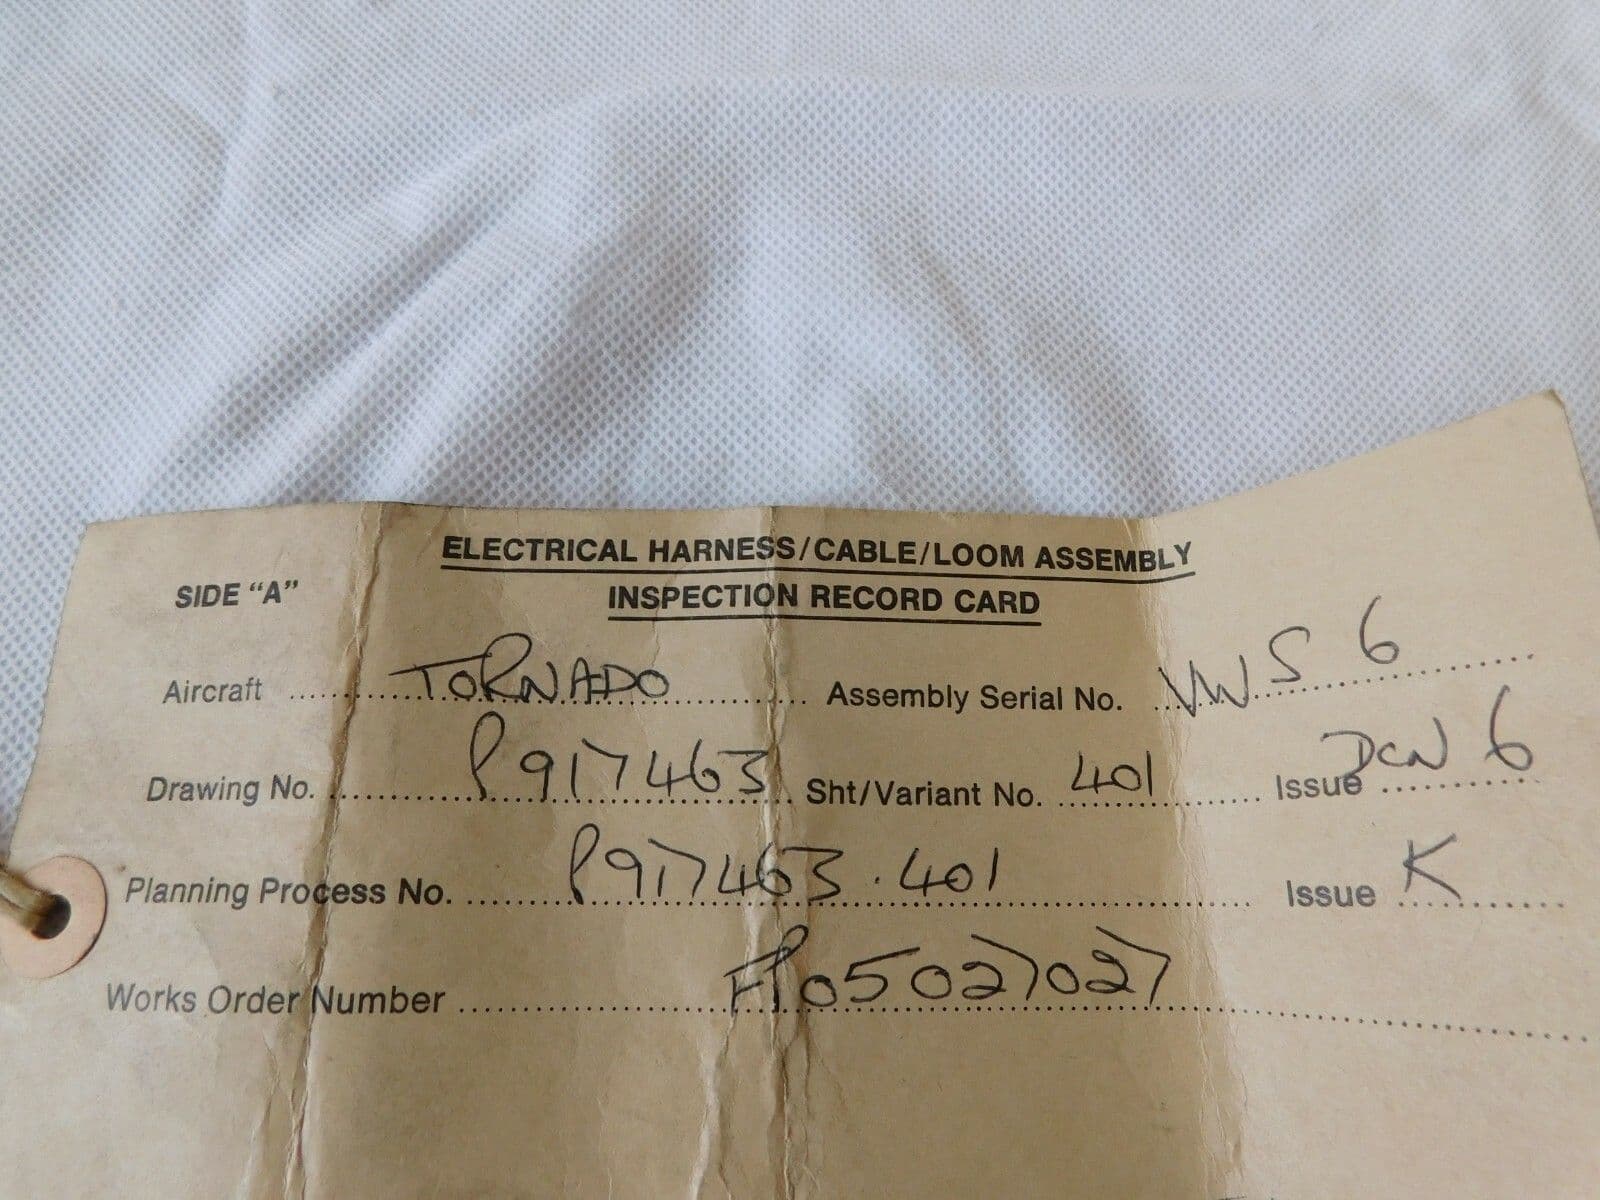 ELECTRICAL HARNESS/CABLE/LOOM ASSEMBLY
SIDE "A" INSPECTION RECORD CARD
Aircraft TORNADO Assembly Serial No. VWS 6
Drawing No. P917463 Sht/Variant No. 401 Issue DCN 6
Planning Process No. P917463.401 Issue K
Works Order Number FP05027027